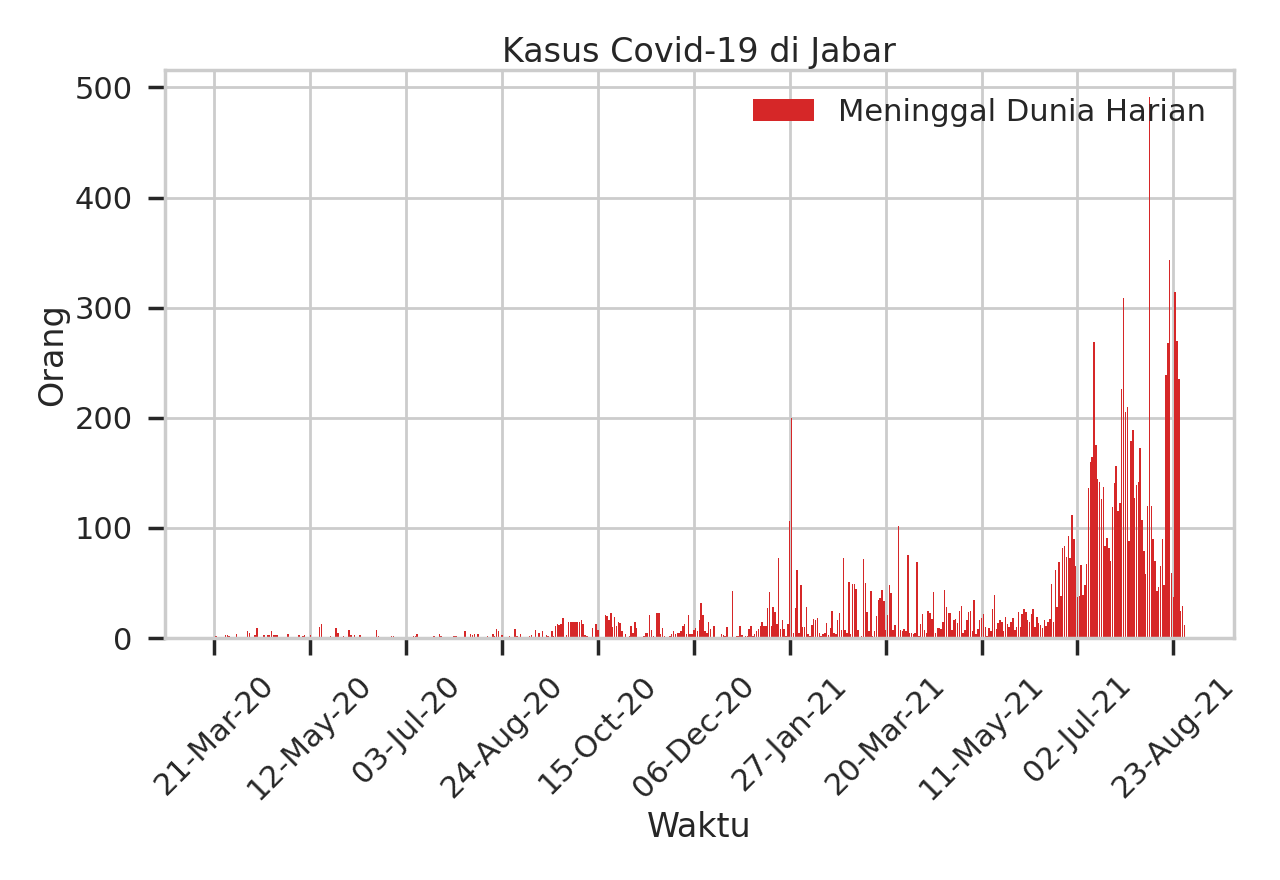 Kasus Covid-19 di Jabar
Meninggal Dunia Harian
Orang
500
400
300
200
100
0
21-Mar-20
12-May-20
03-Jul-20
24-Aug-20
15-Oct-20
06-Dec-20
27-Jan-21
20-Mar-21
11-May-21
02-Jul-21
23-Aug-21
Waktu